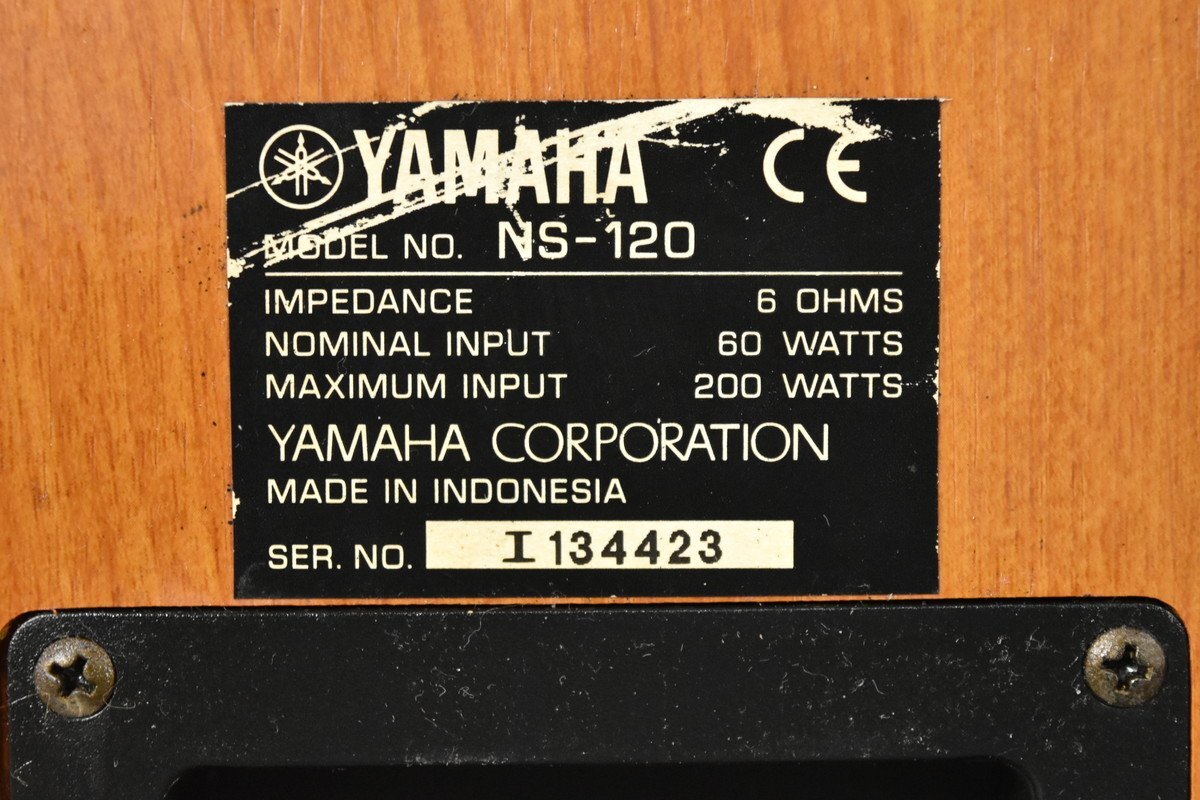 YAMAHA CE
MODEL NO. NS-120
IMPEDANCE 6 OHMS
NOMINAL INPUT 60 WATTS
MAXIMUM INPUT 200 WATTS
YAMAHA CORPORATION
MADE IN INDONESIA
SER. NO. I 134423